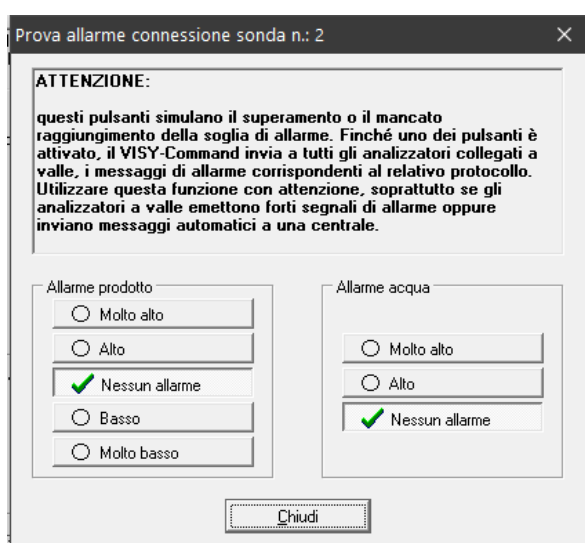 Prova allarme connessione sonda n.: 2
ATTENZIONE:
questi pulsanti simulano il superamento o il mancato
raggiungimento della soglia di allarme. Finché uno dei pulsanti è
attivato, il VISY-Command invia a tutti gli analizzatori collegati a
valle, i messaggi di allarme corrispondenti al relativo protocollo.
Utilizzare questa funzione con attenzione, soprattutto se gli
analizzatori a valle emettono forti segnali di allarme oppure
inviano messaggi automatici a una centrale.
Allarme prodotto
Molto alto
Alto
Nessun allarme
Basso
Molto basso
Allarme acqua
Molto alto
Alto
Nessun allarme
Chiudi